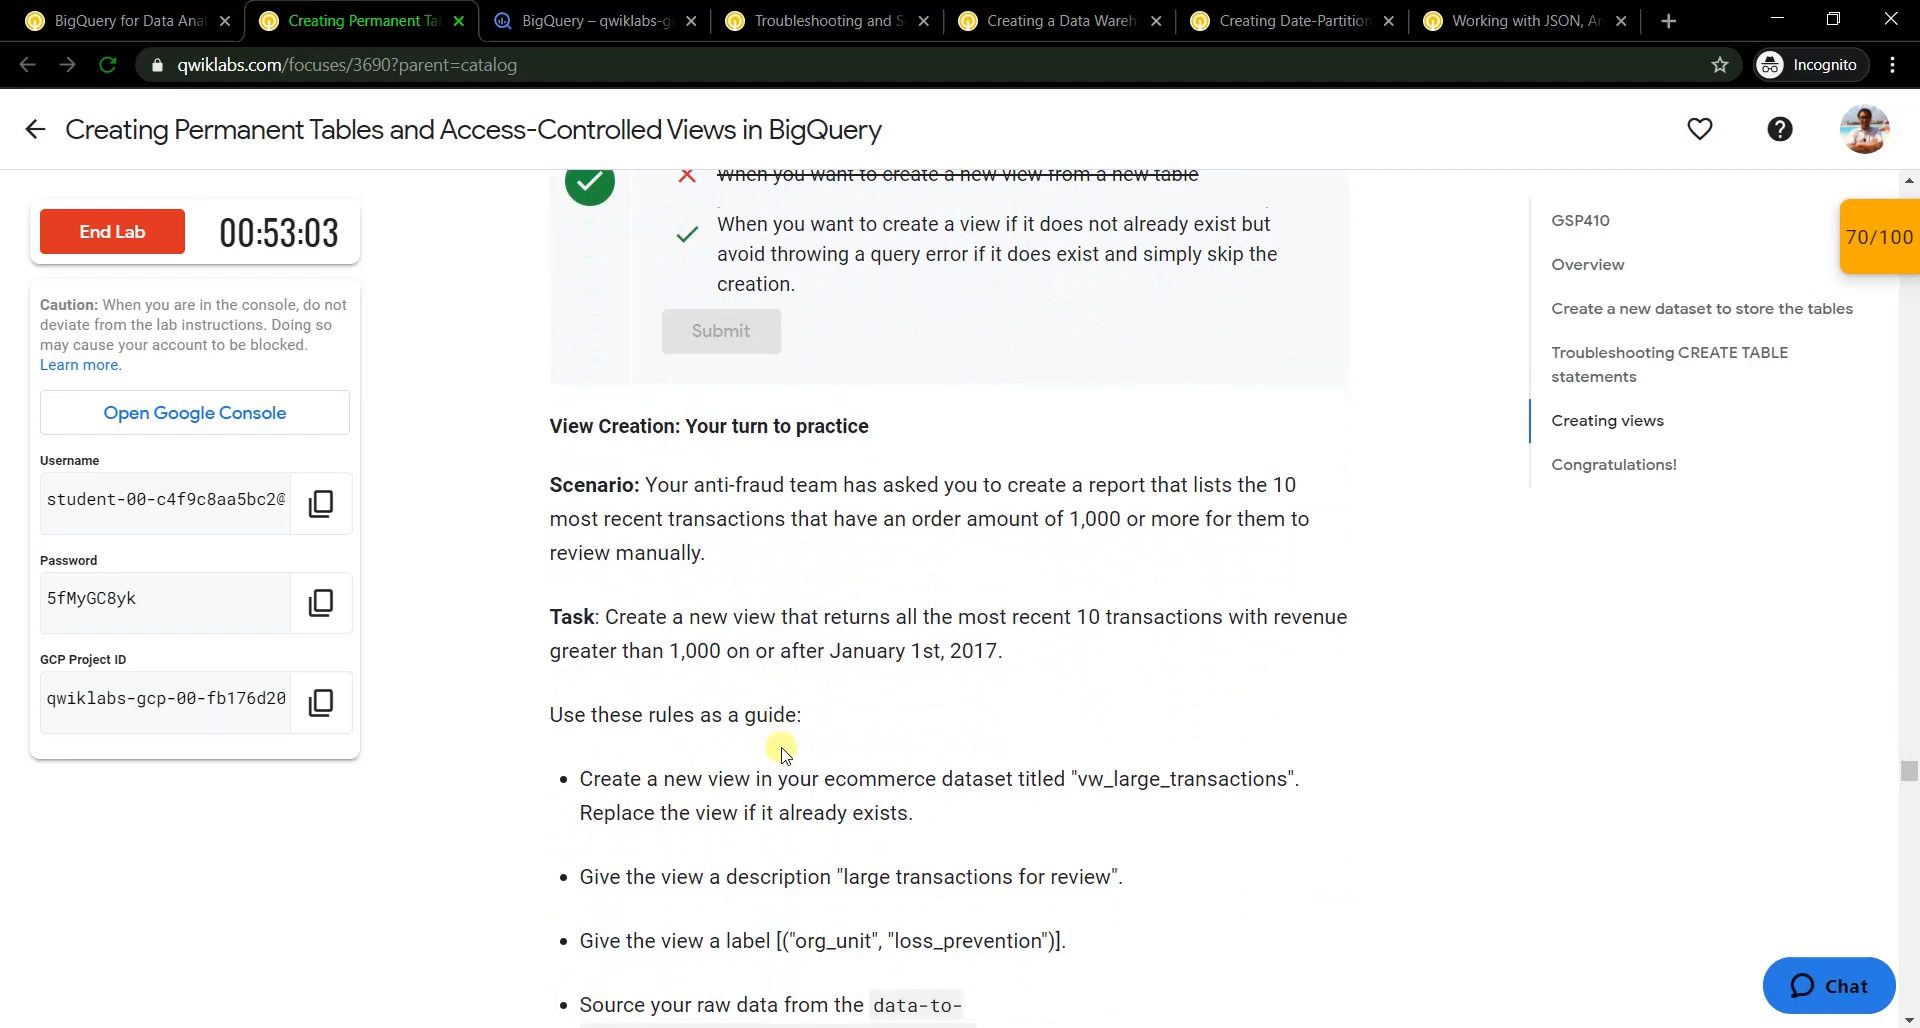 BigQuery for Data Anal
Creating Permanent Ta
BigQuery – qwiklabs-g
Troubleshooting and S
Creating a Data Wareh
Creating Date-Partition
Working with JSON, Ar
qwiklabs.com/focuses/3690?parent=catalog
Incognito
Creating Permanent Tables and Access-Controlled Views in BigQuery
End Lab
00:53:03
Caution: When you are in the console, do not
deviate from the lab instructions. Doing so
may cause your account to be blocked.
Learn more.
Open Google Console
Username
student-00-c4f9c8aa5bc2@
Password
5fMyGC8yk
GCP Project ID
qwiklabs-gcp-00-fb176d20
When you want to create a new view from a new table
When you want to create a view if it does not already exist but
avoid throwing a query error if it does exist and simply skip the
creation.
Submit
View Creation: Your turn to practice
Scenario: Your anti-fraud team has asked you to create a report that lists the 10
most recent transactions that have an order amount of 1,000 or more for them to
review manually.
Task: Create a new view that returns all the most recent 10 transactions with revenue
greater than 1,000 on or after January 1st, 2017.
Use these rules as a guide:
• Create a new view in your ecommerce dataset titled "vw_large_transactions".
Replace the view if it already exists.
• Give the view a description "large transactions for review".
• Give the view a label [("org_unit", "loss_prevention")].
• Source your raw data from the data-to-
GSP410
Overview
Create a new dataset to store the tables
Troubleshooting CREATE TABLE
statements
Creating views
Congratulations!
70/100
Chat